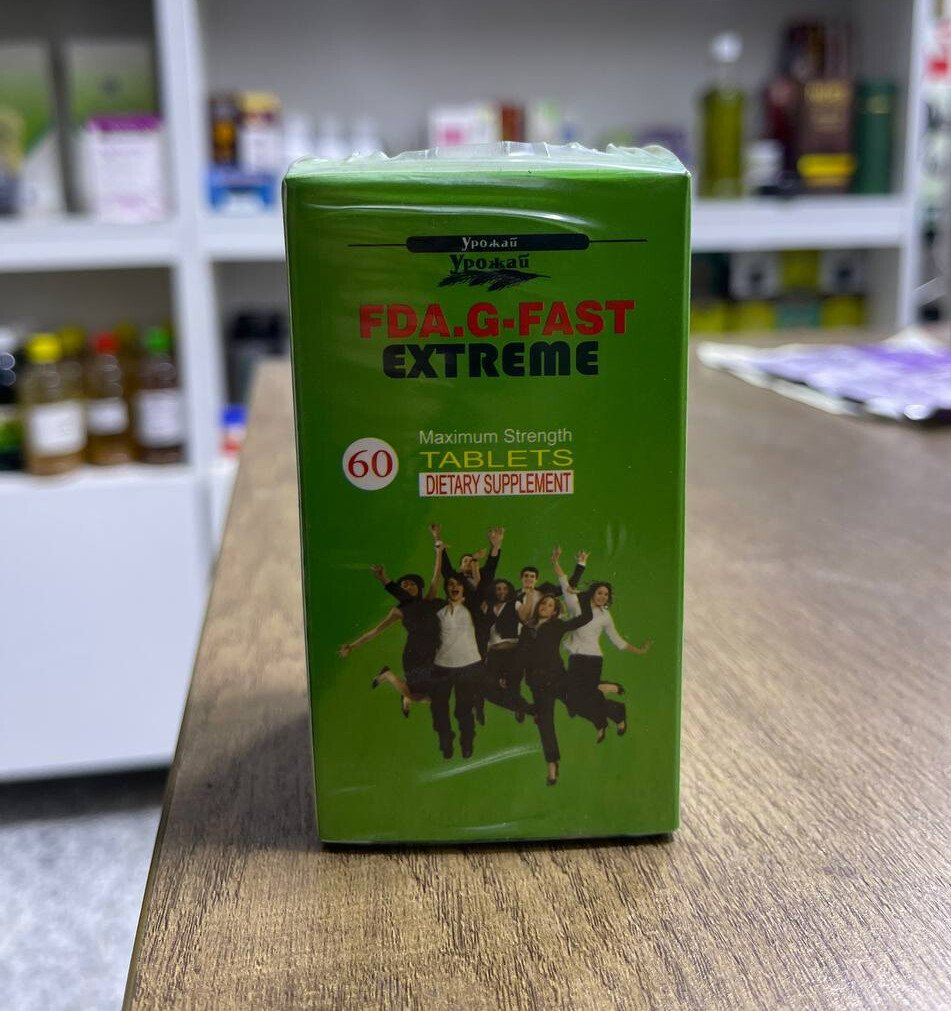 Урожай
Урожай
FDA.G-FAST
EXTREME
60
Maximum Strength
TABLETS
DIETARY SUPPLEMENT